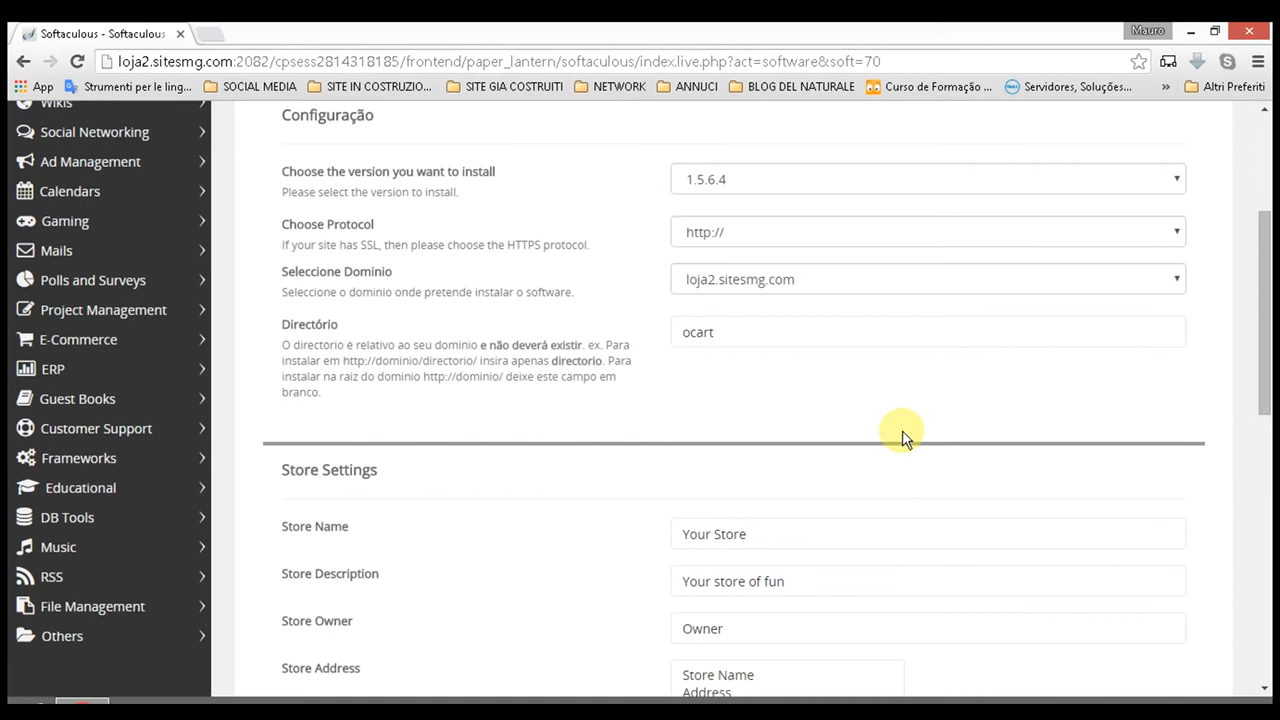 Softaculous - Softaculous
Mauro
loja2.sitesmg.com:2082/cpsess2814318185/frontend/paper_lantern/softaculous/index.live.php?act=software&soft=70
App
Strumenti per le ling...
SOCIAL MEDIA
SITE IN COSTRUZIO...
SITE GIA COSTRUITI
NETWORK
ANNUCI
BLOG DEL NATURALE
Curso de Formação ...
Servidores, Soluções...
»
Altri Preferiti
Wikis
Social Networking
Ad Management
Calendars
Gaming
Mails
Polls and Surveys
Project Management
E-Commerce
ERP
Guest Books
Customer Support
Frameworks
Educational
DB Tools
Music
RSS
File Management
Others
Configuração
Choose the version you want to install
Please select the version to install.
1.5.6.4
Choose Protocol
If your site has SSL, then please choose the HTTPS protocol.
http://
Seleccione Dominio
Seleccione o dominio onde pretende instalar o software.
loja2.sitesmg.com
Directório
O directorio é relativo ao seu dominio e não deverá existir. ex. Para
instalar em http://dominio/directorio/ insira apenas directorio. Para
instalar na raiz do dominio http://dominio/ deixe este campo em
branco.
ocart
Store Settings
Store Name
Your Store
Store Description
Your store of fun
Store Owner
Owner
Store Address
Store Name
Address